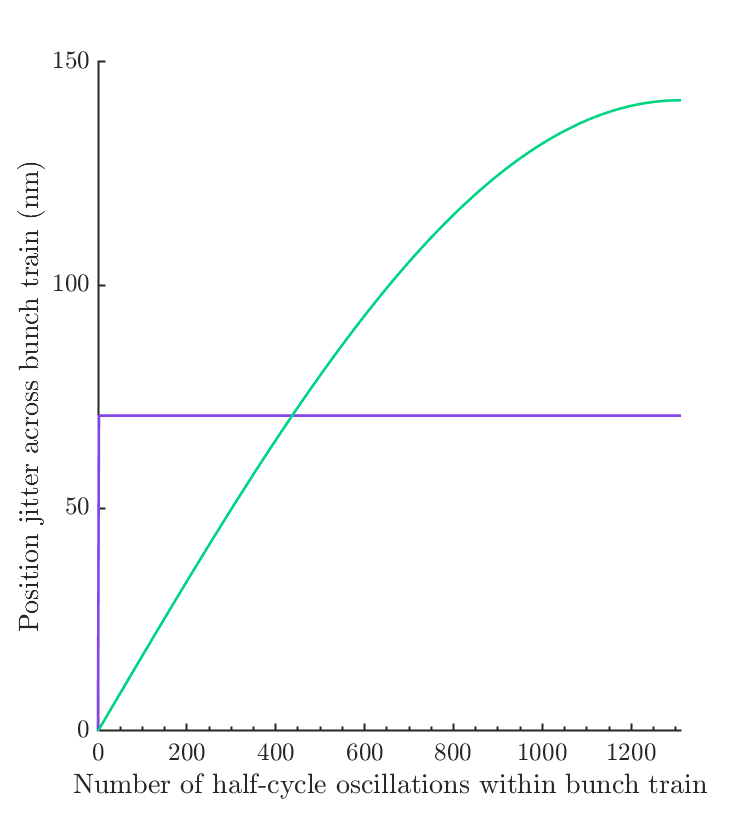 150
100
50
0
0 200 400 600 800 1000 1200
Number of half-cycle oscillations within bunch train
Position jitter across bunch train (nm)